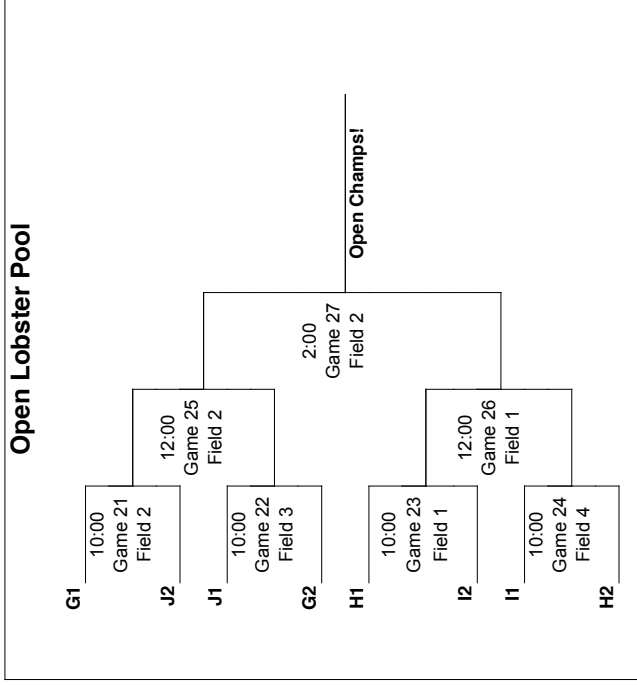 Open Lobster Pool
G1
10:00
Game 21
Field 2
J2
J1
10:00
Game 22
Field 3
G2
H1
10:00
Game 23
Field 1
I2
I1
10:00
Game 24
Field 4
H2
12:00
Game 25
Field 2
12:00
Game 26
Field 1
2:00
Game 27
Field 2
Open Champs!